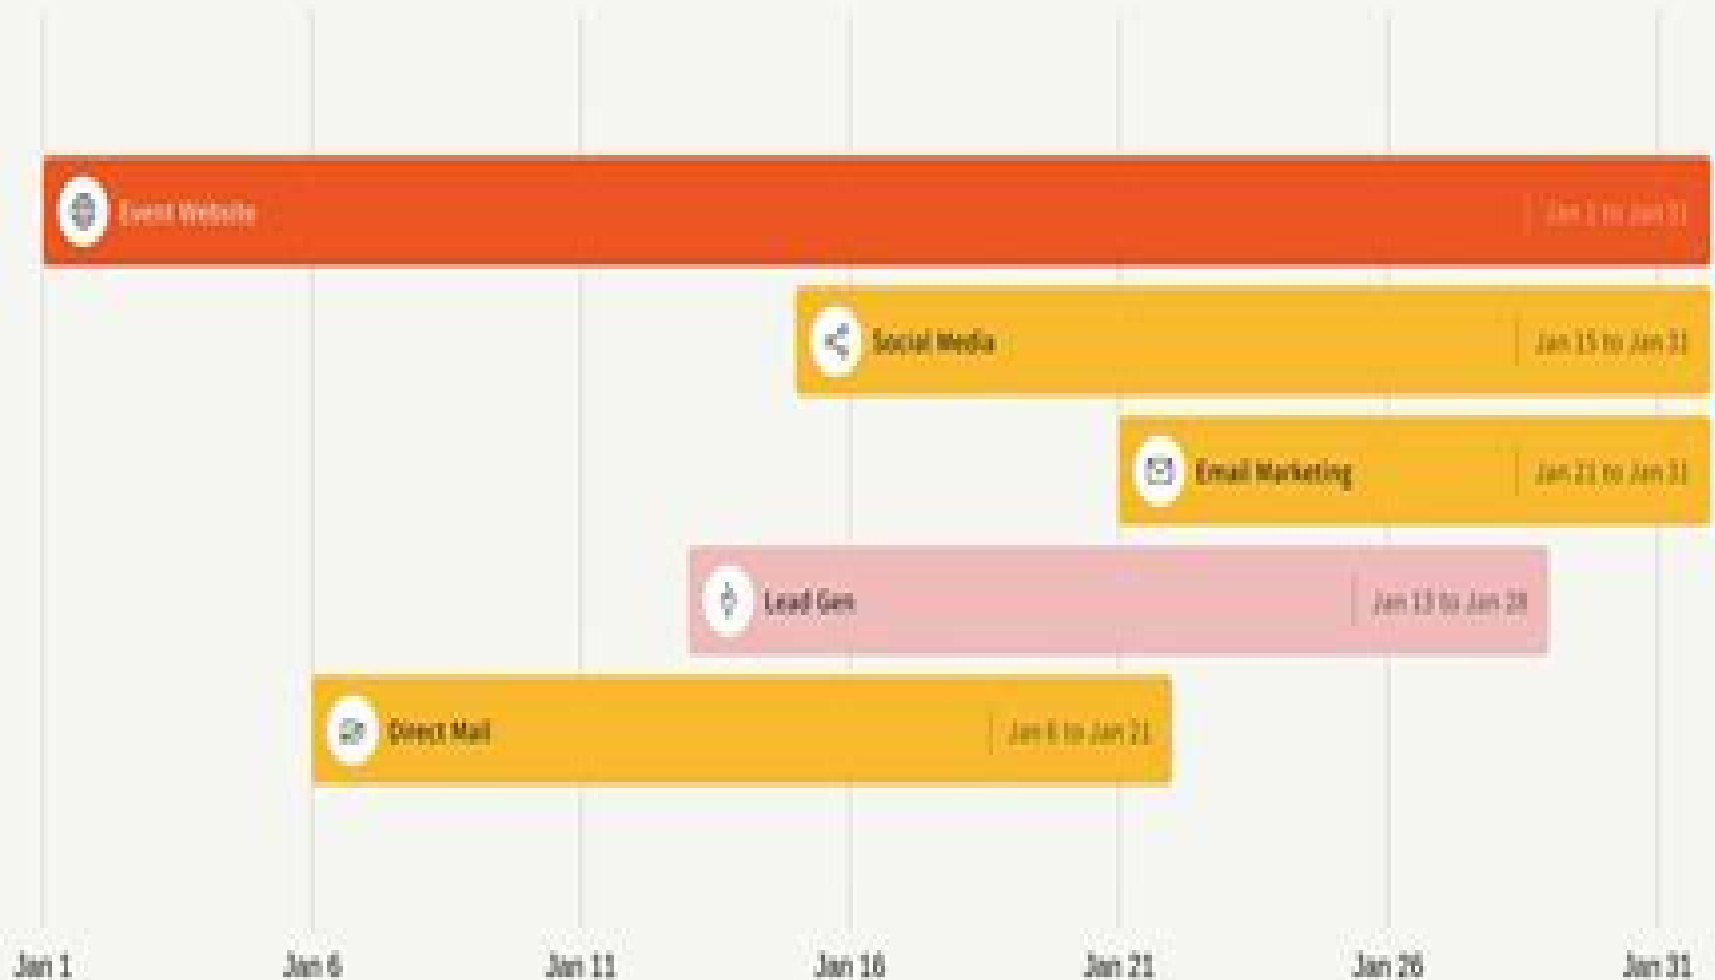 Event Website
Jan 1 to Jan 31
Social Media
Jan 15 to Jan 31
Email Marketing
Jan 21 to Jan 31
Lead Gen
Jan 13 to Jan 28
Direct Mail
Jan 6 to Jan 21
Jan 1
Jan 6
Jan 11
Jan 16
Jan 21
Jan 26
Jan 31